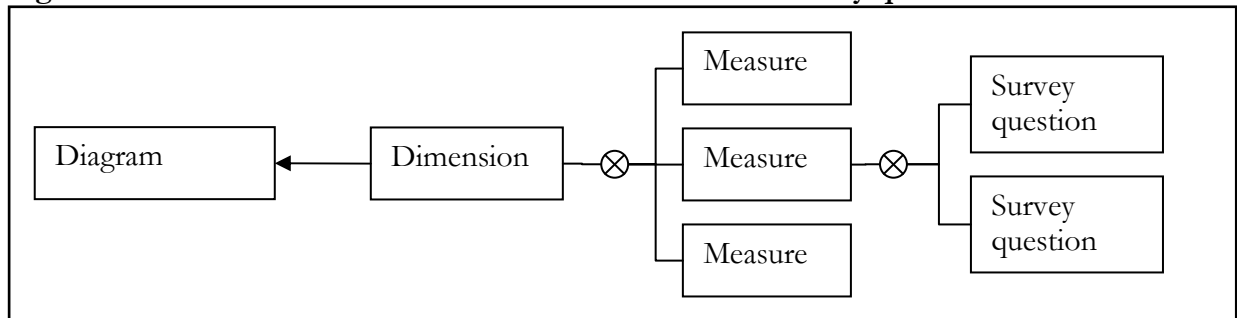 Measure
Survey
question
Diagram
Dimension
Measure
Survey
question
Measure